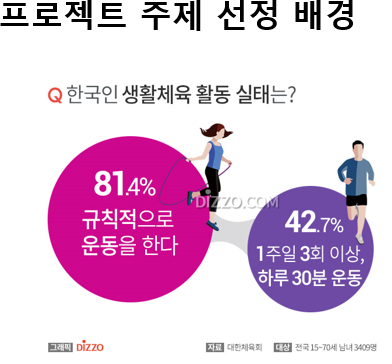 프로젝트 주제 선정 배경
Q 한국인 생활체육 활동 실태는?
81.4%
규칙적으로
운동을 한다
DIZZO.COM
42.7%
1주일 3회 이상,
하루 30분 운동
그래픽 DIZZO
자료 대한체육회 대상 전국 15~70세 남녀 3409명